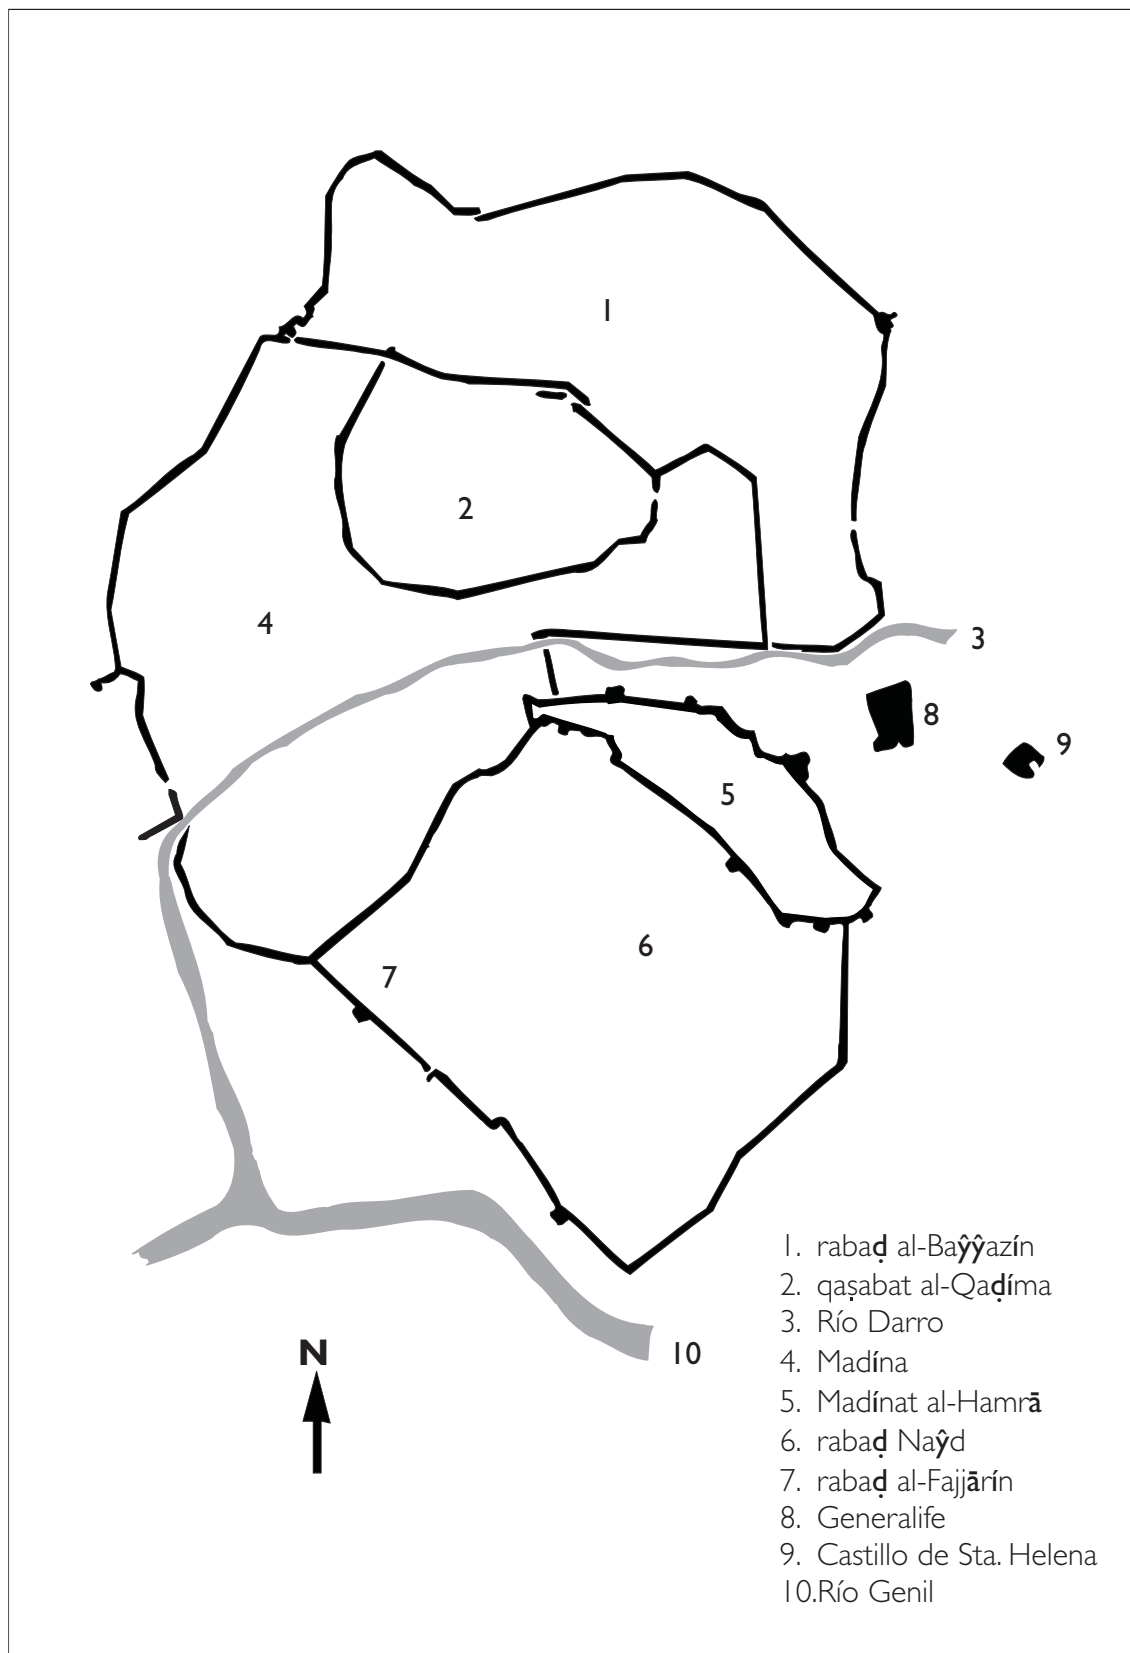 1
2
3
4
8
9
5
6
7
10
N
1. rabaḍ al-Baŷŷazín
2. qaṣabat al-Qaḍíma
3. Río Darro
4. Madína
5. Madínat al-Hamrā
6. rabaḍ Naŷd
7. rabaḍ al-Fajjārín
8. Generalife
9. Castillo de Sta. Helena
10.Río Genil